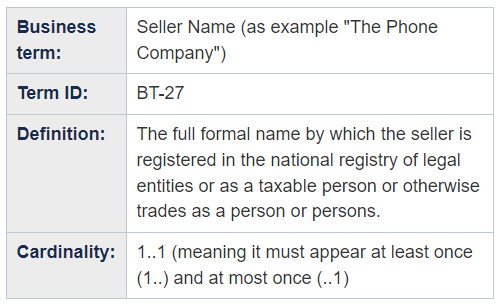 Business term:
Seller Name (as example "The Phone
Company")
Term ID:
BT-27
Definition:
The full formal name by which the seller is
registered in the national registry of legal
entities or as a taxable person or otherwise
trades as a person or persons.
Cardinality:
1..1 (meaning it must appear at least once
(1..) and at most once (..1)